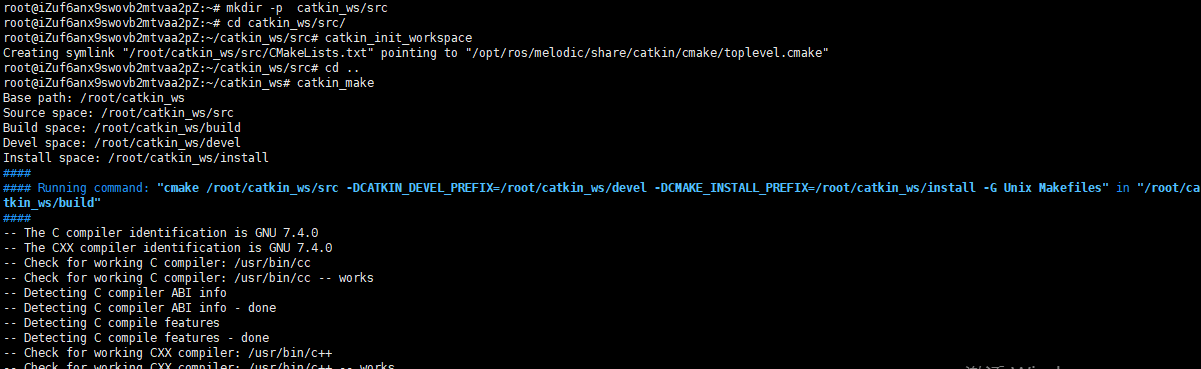 root@iZuf6anx9swovb2mtvaa2pZ:~# mkdir -p  catkin_ws/src
root@iZuf6anx9swovb2mtvaa2pZ:~# cd catkin_ws/src/
root@iZuf6anx9swovb2mtvaa2pZ:~/catkin_ws/src# catkin_init_workspace
Creating symlink "/root/catkin_ws/src/CMakeLists.txt" pointing to "/opt/ros/melodic/share/catkin/cmake/toplevel.cmake"
root@iZuf6anx9swovb2mtvaa2pZ:~/catkin_ws/src# cd ..
root@iZuf6anx9swovb2mtvaa2pZ:~/catkin_ws# catkin_make
Base path: /root/catkin_ws
Source space: /root/catkin_ws/src
Build space: /root/catkin_ws/build
Devel space: /root/catkin_ws/devel
Install space: /root/catkin_ws/install
####
#### Running command: "cmake /root/catkin_ws/src -DCATKIN_DEVEL_PREFIX=/root/catkin_ws/devel -DCMAKE_INSTALL_PREFIX=/root/catkin_ws/install -G Unix Makefiles" in "/root/ca
tkin_ws/build"
####
-- The C compiler identification is GNU 7.4.0
-- The CXX compiler identification is GNU 7.4.0
-- Check for working C compiler: /usr/bin/cc
-- Check for working C compiler: /usr/bin/cc -- works
-- Detecting C compiler ABI info
-- Detecting C compiler ABI info - done
-- Detecting C compile features
-- Detecting C compile features - done
-- Check for working CXX compiler: /usr/bin/c++
-- Check for working CXX compiler: /usr/bin/c++ -- works